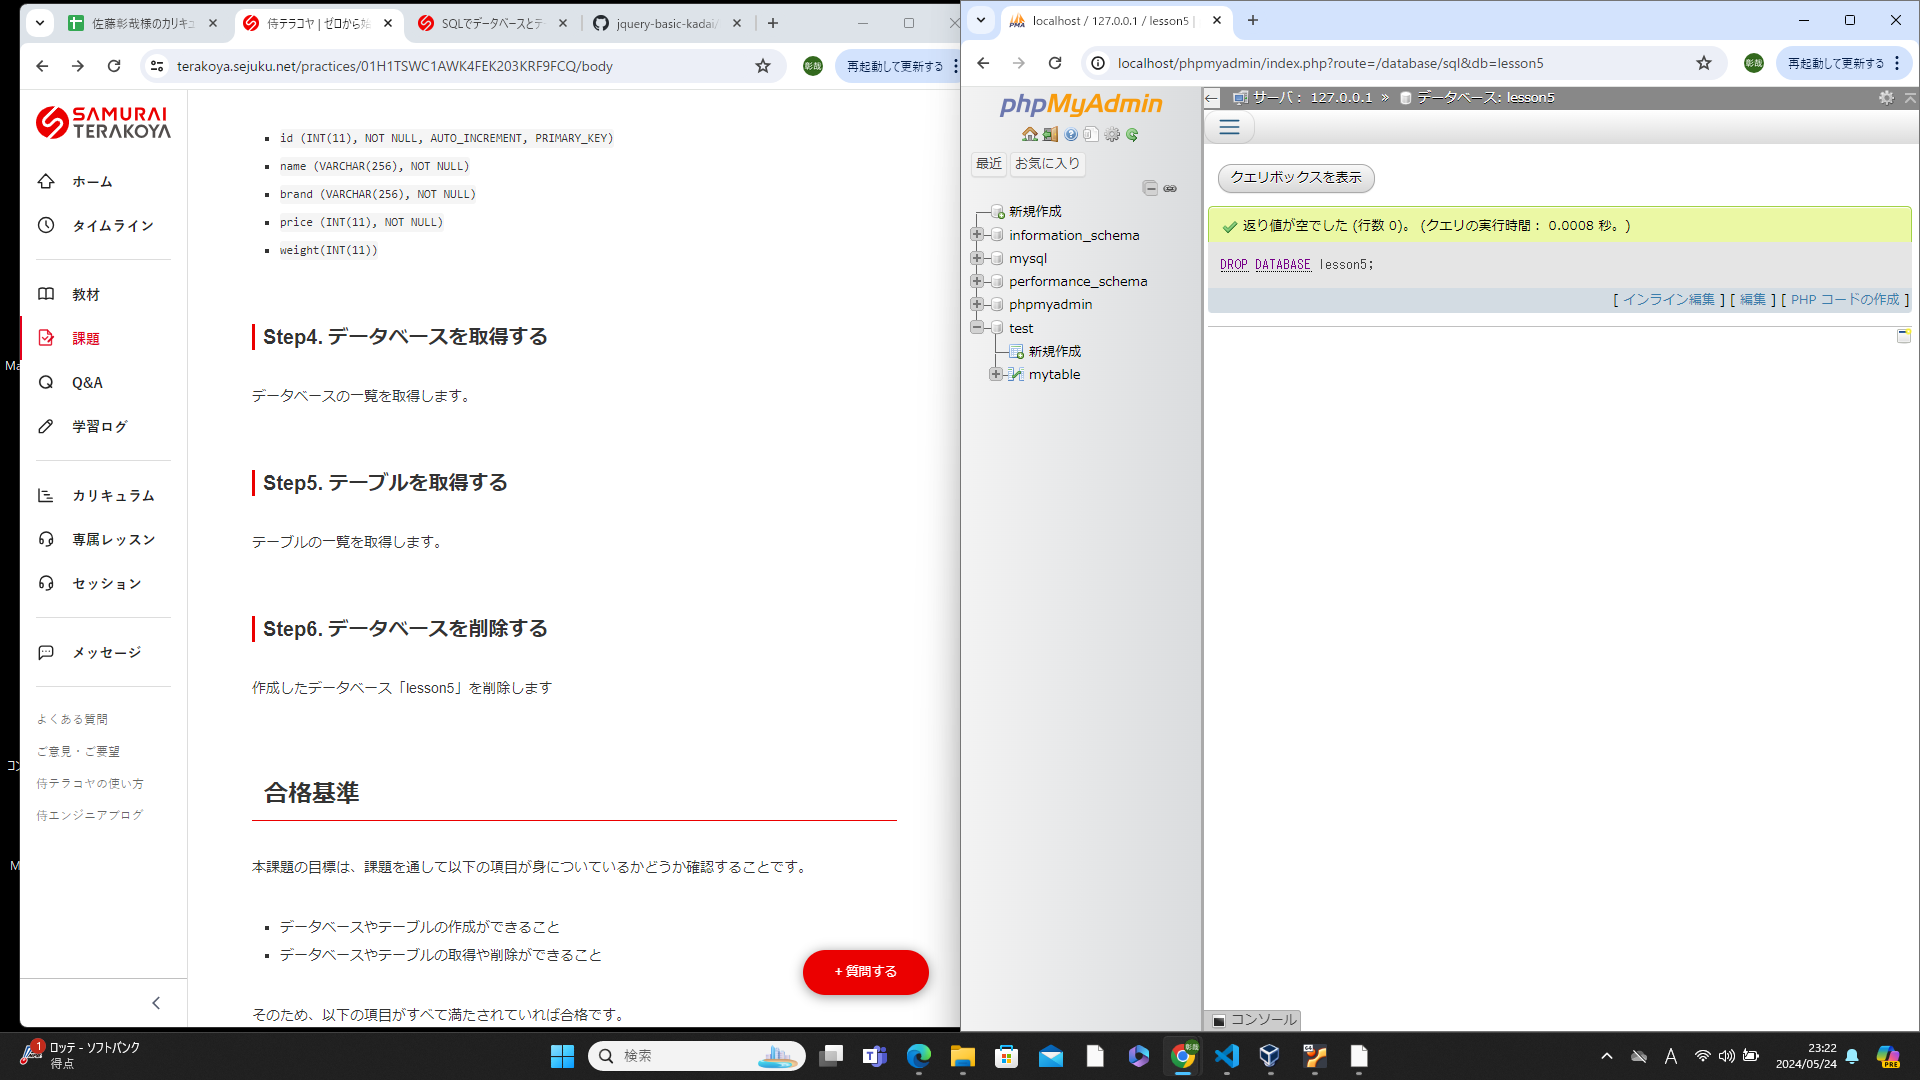 佐藤彰哉様のカリキュ
侍テラコヤ | ゼロから始
SQLでデータベースとテー
jquery-basic-kadai/
terakoya.sejuku.net/practices/01H1TSWC1AWK4FEK203KRF9FCQ/body
彰哉
再起動して更新する
SAMURAI
TERAKOYA
ホーム
タイムライン
教材
課題
Q&A
学習ログ
カリキュラム
専属レッスン
セッション
メッセージ
よくある質問
ご意見・ご要望
侍テラコヤの使い方
侍エンジニアブログ
id (INT(11), NOT NULL, AUTO_INCREMENT, PRIMARY_KEY)
name (VARCHAR(256), NOT NULL)
brand (VARCHAR(256), NOT NULL)
price (INT(11), NOT NULL)
weight(INT(11))
Step4. データベースを取得する
データベースの一覧を取得します。
Step5. テーブルを取得する
テーブルの一覧を取得します。
Step6. データベースを削除する
作成したデータベース「lesson5」を削除します
合格基準
本課題の目標は、課題を通して以下の項目が身についているかどうか確認することです。
データベースやテーブルの作成ができること
データベースやテーブルの取得や削除ができること
そのため、以下の項目がすべて満たされていれば合格です。
+ 質問する
localhost / 127.0.0.1 / lesson5 |
localhost/phpmyadmin/index.php?route=/database/sql&db=lesson5
彰哉
再起動して更新する
phpMyAdmin
最近
お気に入り
新規作成
information_schema
mysql
performance_schema
phpmyadmin
test
新規作成
mytable
サーバ: 127.0.0.1 » データベース: lesson5
クエリボックスを表示
返り値が空でした (行数 0)。 (クエリの実行時間: 0.0008 秒。)
DROP DATABASE lesson5;
[ インライン編集 ] [ 編集 ] [ PHP コードの作成 ]
コンソール
1
ロッテ - ソフトバンク
得点
検索
彰哉
A
23:22
2024/05/24
PRE